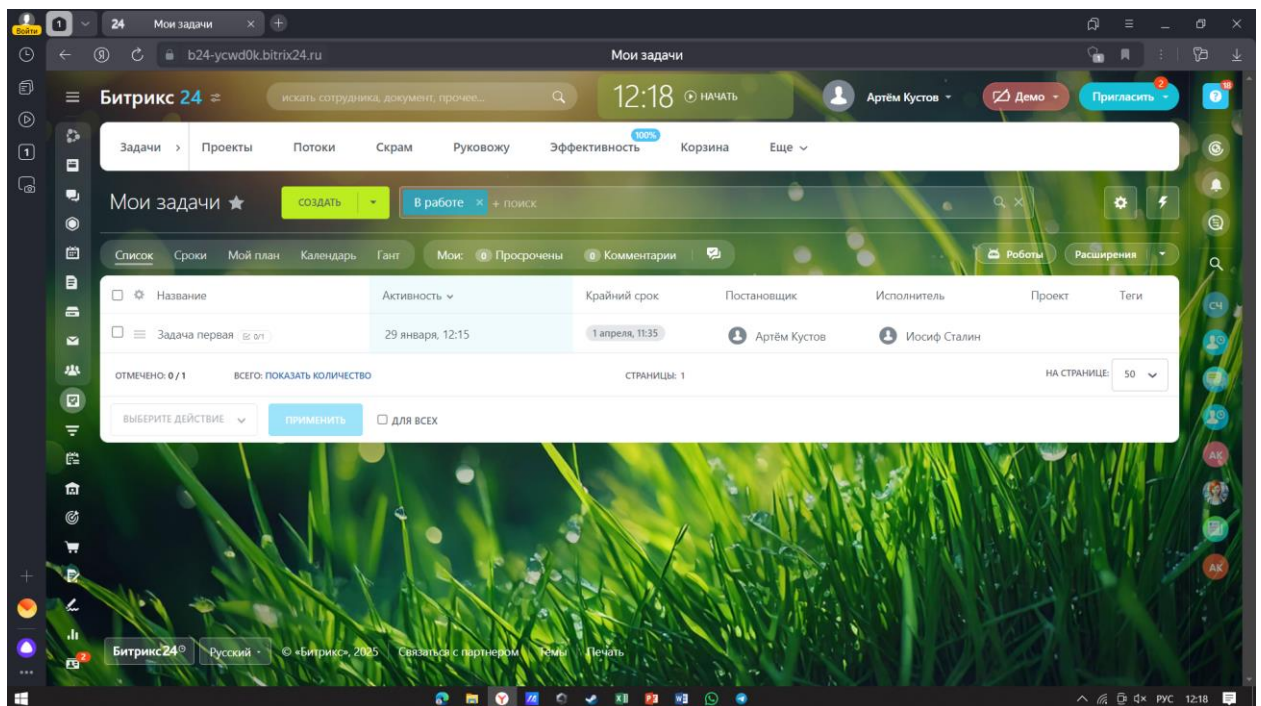 Войти
1
24 Мои задачи
b24-ycwd0k.bitrix24.ru Мои задачи
Битрикс 24 искать сотрудника, документ, прочее... 12:18 НАЧАТЬ Артём Кустов Демо Пригласить 2 18
1
Задачи Проекты Потоки Скрам Руковожу Эффективность 100% Корзина Еще
Мои задачи СОЗДАТЬ В работе × + поиск
Список Сроки Мой план Календарь Гант Мои: 0 Просрочены 0 Комментарии Роботы Расширения
Название Активность Крайний срок Постановщик Исполнитель Проект Теги
СЧ
Задача первая 0/1 29 января, 12:15 1 апреля, 11:35 Артём Кустов Иосиф Сталин
ОТМЕЧЕНО: 0 / 1 ВСЕГО: ПОКАЗАТЬ КОЛИЧЕСТВО СТРАНИЦЫ: 1 НА СТРАНИЦЕ: 50
ВЫБЕРИТЕ ДЕЙСТВИЕ ПРИМЕНИТЬ ДЛЯ ВСЕХ
АК
АК
Битрикс24 Русский © «Битрикс», 2025 Связаться с партнером Темы Печать
2
РУС 12:18